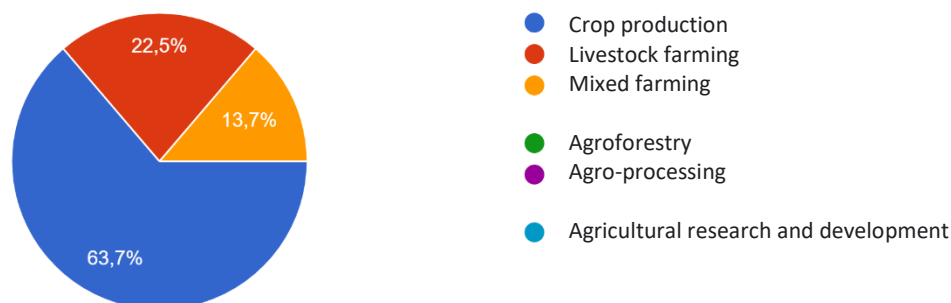 22,5%
13,7%
63,7%
Crop production
Livestock farming
Mixed farming
Agroforestry
Agro-processing
Agricultural research and development